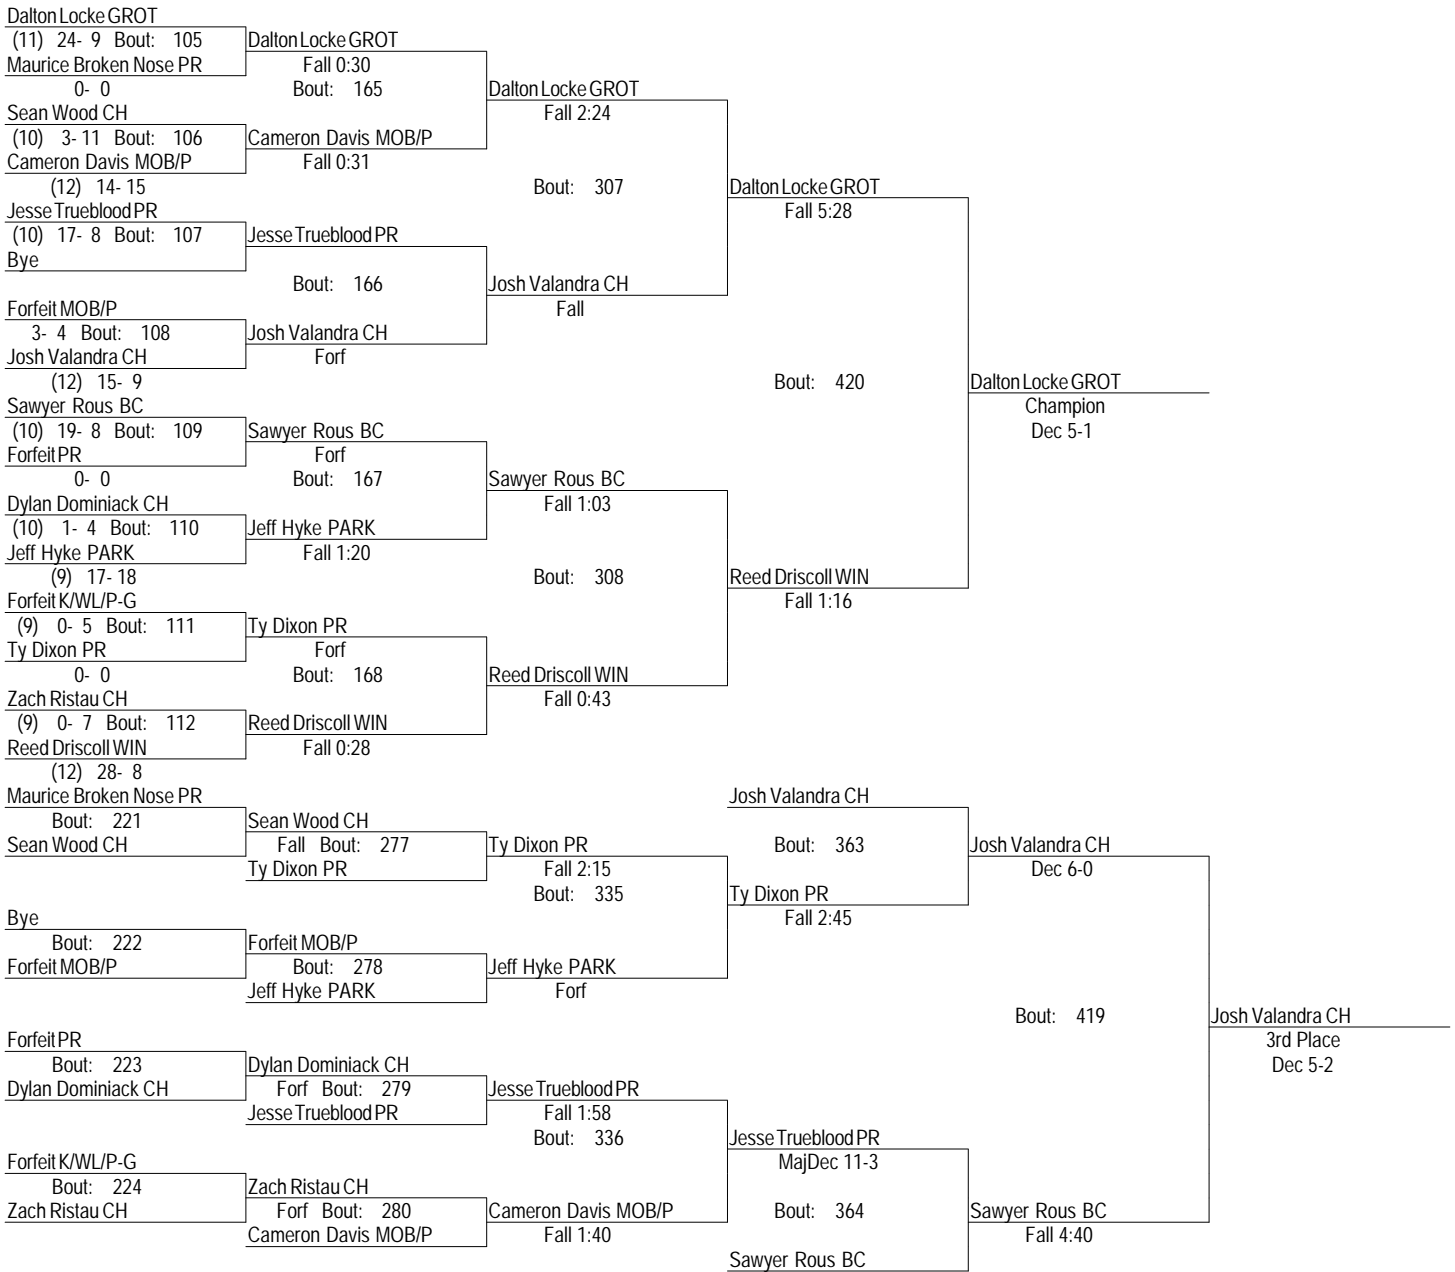 Dalton Locke GROT
(11) 24- 9 Bout: 105
Dalton Locke GROT
Maurice Broken Nose PR
Fall 0:30
0- 0
Bout: 165
Dalton Locke GROT
Sean Wood CH
Fall 2:24
(10) 3- 11 Bout: 106
Cameron Davis MOB/P
Cameron Davis MOB/P
Fall 0:31
(12) 14- 15
Bout: 307
Dalton Locke GROT
Jesse Trueblood PR
Fall 5:28
(10) 17- 8 Bout: 107
Jesse Trueblood PR
Bye
Bout: 166
Josh Valandra CH
Forfeit MOB/P
Fall
3- 4 Bout: 108
Josh Valandra CH
Josh Valandra CH
Forf
(12) 15- 9
Bout: 420
Dalton Locke GROT
Sawyer Rous BC
Champion
(10) 19- 8 Bout: 109
Sawyer Rous BC
Dec 5-1
Forfeit PR
Forf
0- 0
Bout: 167
Sawyer Rous BC
Dylan Dominiack CH
Fall 1:03
(10) 1- 4 Bout: 110
Jeff Hyke PARK
Jeff Hyke PARK
Fall 1:20
(9) 17- 18
Bout: 308
Reed Driscoll WIN
Forfeit K/WL/P-G
Fall 1:16
(9) 0- 5 Bout: 111
Ty Dixon PR
Ty Dixon PR
Forf
0- 0
Bout: 168
Reed Driscoll WIN
Zach Ristau CH
Fall 0:43
(9) 0- 7 Bout: 112
Reed Driscoll WIN
Reed Driscoll WIN
Fall 0:28
(12) 28- 8
Maurice Broken Nose PR
Josh Valandra CH
Bout: 221
Sean Wood CH
Sean Wood CH
Fall Bout: 277
Ty Dixon PR
Bout: 363
Josh Valandra CH
Ty Dixon PR
Fall 2:15
Dec 6-0
Bout: 335
Ty Dixon PR
Bye
Fall 2:45
Bout: 222
Forfeit MOB/P
Forfeit MOB/P
Bout: 278
Jeff Hyke PARK
Jeff Hyke PARK
Forf
Bout: 419
Josh Valandra CH
Forfeit PR
3rd Place
Bout: 223
Dylan Dominiack CH
Dec 5-2
Dylan Dominiack CH
Forf Bout: 279
Jesse Trueblood PR
Jesse Trueblood PR
Fall 1:58
Bout: 336
Jesse Trueblood PR
Forfeit K/WL/P-G
MajDec 11-3
Bout: 224
Zach Ristau CH
Zach Ristau CH
Forf Bout: 280
Cameron Davis MOB/P
Bout: 364
Sawyer Rous BC
Cameron Davis MOB/P
Fall 1:40
Fall 4:40
Sawyer Rous BC